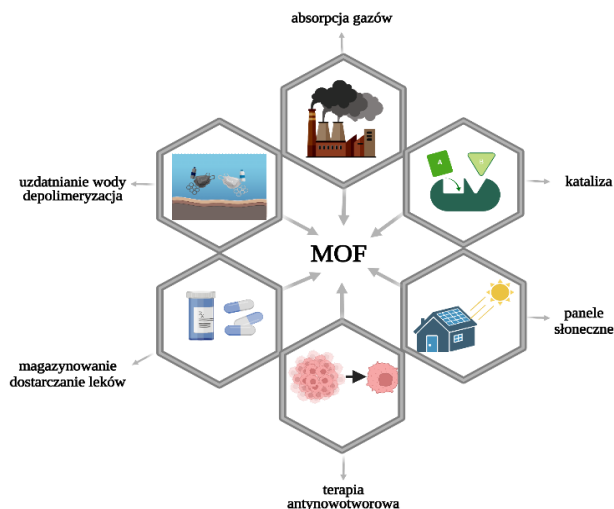 absorpcja gazów
uzdatnianie wody
depolimeryzacja
kataliza
MOF
panele
słoneczne
magazynowanie
dostarczanie leków
terapia
antynowotworowa